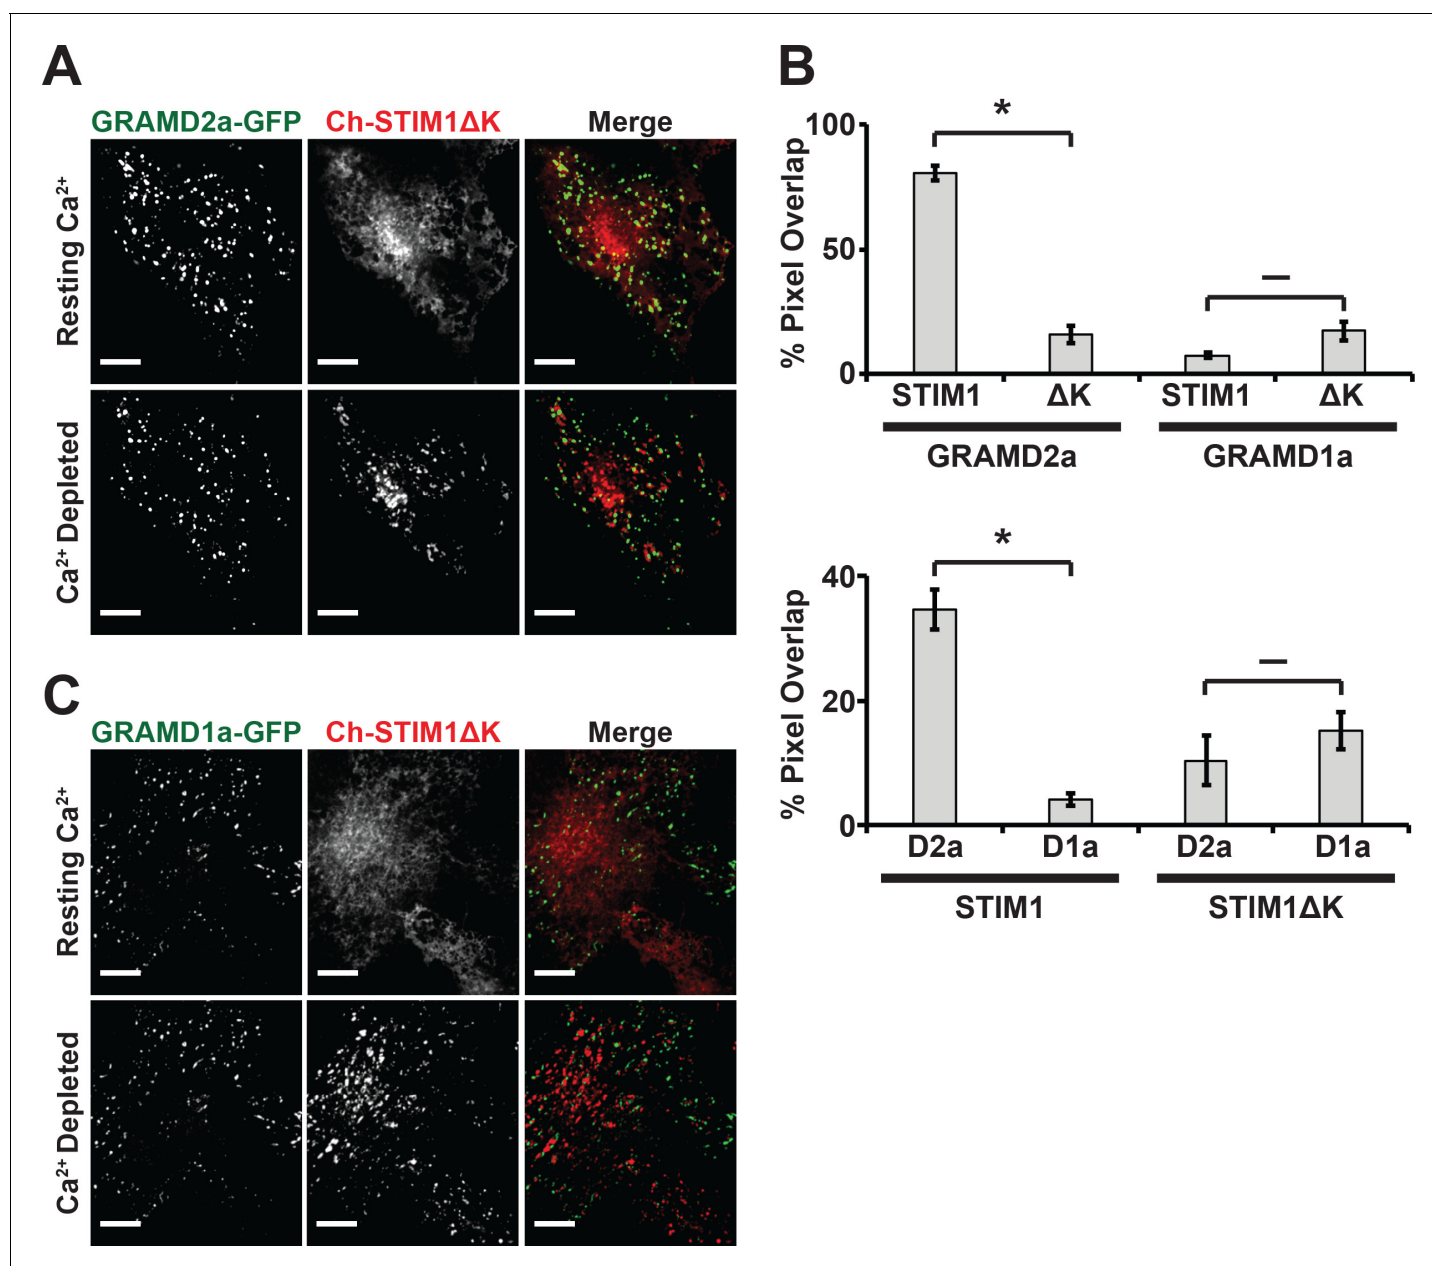 A
GRAMD2a-GFP Ch-STIM1ΔK Merge
Resting Ca²⁺
Ca²⁺ Depleted
B
*
—
% Pixel Overlap
100
50
0
STIM1 ΔK STIM1 ΔK
GRAMD2a GRAMD1a
*
—
% Pixel Overlap
40
20
0
D2a D1a D2a D1a
STIM1 STIM1ΔK
C
GRAMD1a-GFP Ch-STIM1ΔK Merge
Resting Ca²⁺
Ca²⁺ Depleted